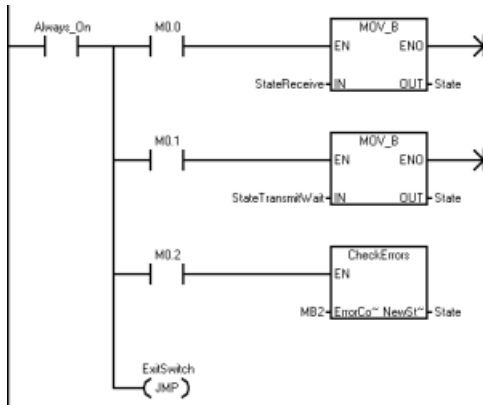 Always_On
M0.0
MOV_B
EN ENO
StateReceive IN OUT State
M0.1
MOV_B
EN ENO
StateTransmitWait IN OUT State
M0.2
CheckErrors
EN
MB2 ErrorCo~ NewSt~ State
ExitSwitch
JMP